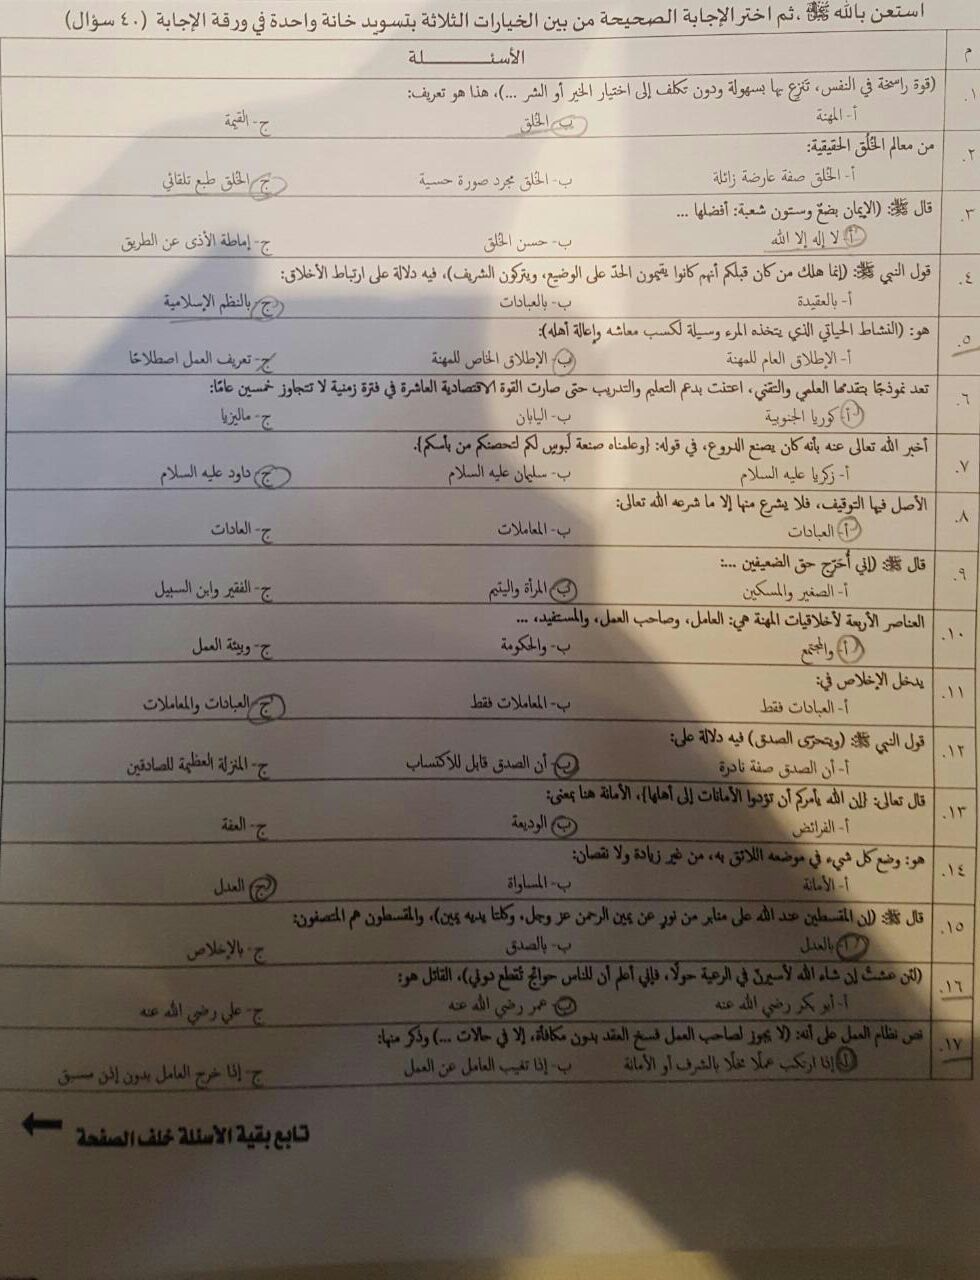 استعن بالله ﷻ، ثم اختر الإجابة الصحيحة من بين الخيارات الثلاثة بتسويد خانة واحدة في ورقة الإجابة (٤٠ سؤال)
م الأسئـــــلة
١. (قوة راسخة في النفس، تَنزع بها بسهولة ودون تكلف إلى اختيار الخير أو الشر ...)، هذا هو تعريف:
أ- المهنة ب- الخُلق ج- القيمة
٢. من معالم الخُلُق الحقيقية:
أ- الخُلق صفة عارضة زائلة ب- الخلق مجرد صورة حسية ج- الخُلق طبع تلقائي
٣. قال ﷺ: (الإيمان بضعٌ وستون شعبة: أفضلها ...
أ- لا إله إلا الله ب- حسن الخلق ج- إماطة الأذى عن الطريق
٤. قول النبي ﷺ: (إنما هلك من كان قبلكم أنهم كانوا يقيمون الحدّ على الوضيع، ويتركون الشريف)، فيه دلالة على ارتباط الأخلاق:
أ- بالعقيدة ب- بالعبادات ج- بالنظم الإسلامية
٥. هو: (النشاط الحياتي الذي يتخذه المرء وسيلة لكسب معاشه وإعالة أهله):
أ- الإطلاق العام للمهنة ب- الإطلاق الخاص للمهنة ج- تعريف العمل اصطلاحًا
٦. تعد نموذجًا بتقدمها العلمي والتقني، اعتنت بدعم التعليم والتدريب حتى صارت القوة الاقتصادية العاشرة في فترة زمنية لا تتجاوز خمسين عامًا:
أ- كوريا الجنوبية ب- اليابان ج- ماليزيا
٧. أخبر الله تعالى عنه بأنه كان يصنع الدروع، في قوله: {وعلمناه صنعة لَبوسٍ لكم لتحصنكم من بأسكم}.
أ- زكريا عليه السلام ب- سليمان عليه السلام ج- داود عليه السلام
٨. الأصل فيها التوقيف، فلا يشرع منها إلا ما شرعه الله تعالى:
أ- العبادات ب- المعاملات ج- العادات
٩. قال ﷺ: (إني أُحَرِّج حق الضعيفين ...:
أ- الصغير والمسكين ب- المرأة واليتيم ج- الفقير وابن السبيل
١٠. العناصر الأربعة لأخلاقيات المهنة هي: العامل، وصاحب العمل، والمستفيد، ...
أ- والمجتمع ب- والحكومة ج- وبيئة العمل
١١. يدخل الإخلاص في:
أ- العبادات فقط ب- المعاملات فقط ج- العبادات والمعاملات
١٢. قول النبي ﷺ: (ويتحرّى الصدق) فيه دلالة على:
أ- أن الصدق صفة نادرة ب- أن الصدق قابل للاكتساب ج- المنزلة العظيمة للصادقين
١٣. قال تعالى: {إن الله يأمركم أن تؤدوا الأمانات إلى أهلها}، الأمانة هنا بمعنى:
أ- الفرائض ب- الوديعة ج- العفة
١٤. هو: وضع كل شيء في موضعه اللائق به، من غير زيادة ولا نقصان:
أ- الأمانة ب- المساواة ج- العدل
١٥. قال ﷺ: (إن المقسطين عند الله على منابر من نورٍ عن يمين الرحمن عز وجل، وكلتا يديه يمين)، والمقسطون هم المتصفون:
أ- بالعدل ب- بالصدق ج- بالإخلاص
١٦. (لئن عشتُ إن شاء الله لأسيرنّ في الرعية حولًا، فإني أعلم أن للناس حوائج تُقطع دوني)، القائل هو:
أ- أبو بكر رضي الله عنه ب- عمر رضي الله عنه ج- علي رضي الله عنه
١٧. نص نظام العمل على أنه: (لا يجوز لصاحب العمل فسخ العقد بدون مكافأة، إلا في حالات ...) وذكر منها:
أ- إذا ارتكب عملًا مخلًا بالشرف أو الأمانة ب- إذا تغيب العامل عن العمل ج- إذا خرج العامل بدون إذن مسبق
تابع بقية الأسئلة خلف الصفحة